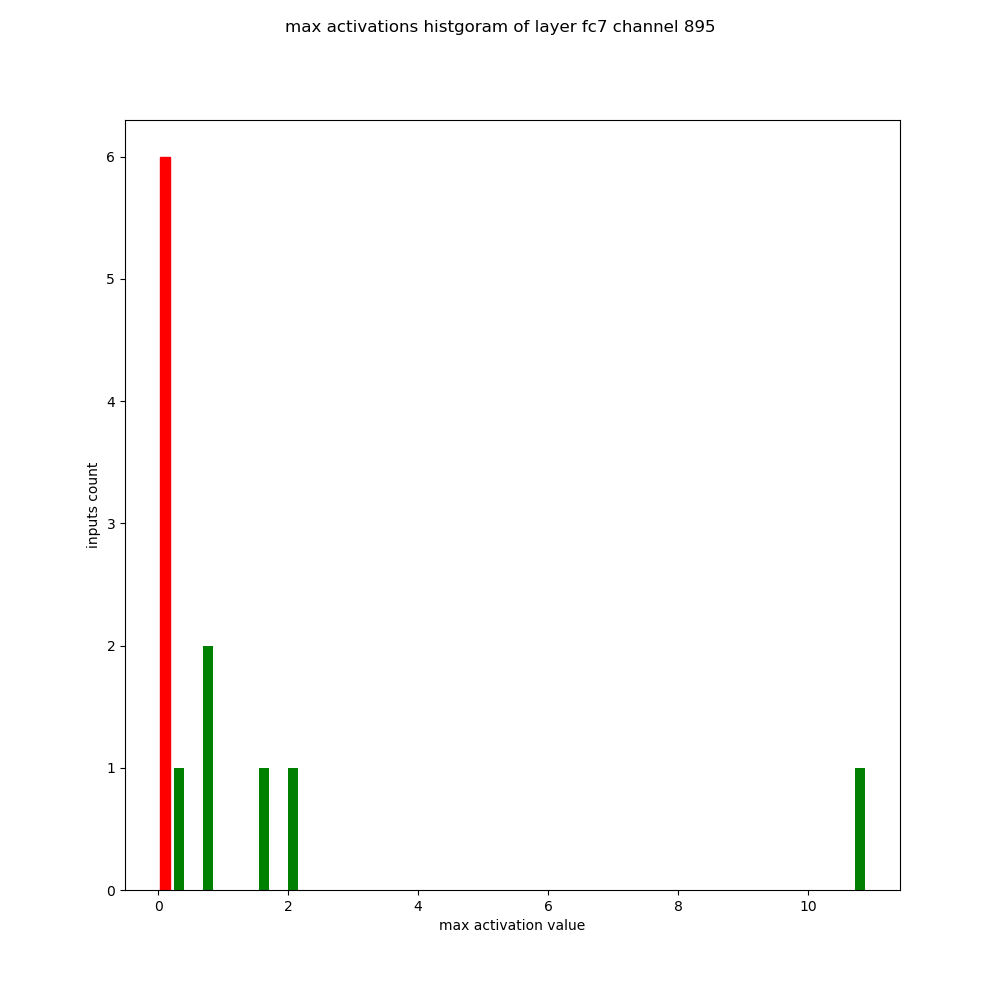 max activations histgoram of layer fc7 channel 895
6
5
4
3
2
1
0
inputs count
0 2 4 6 8 10
max activation value